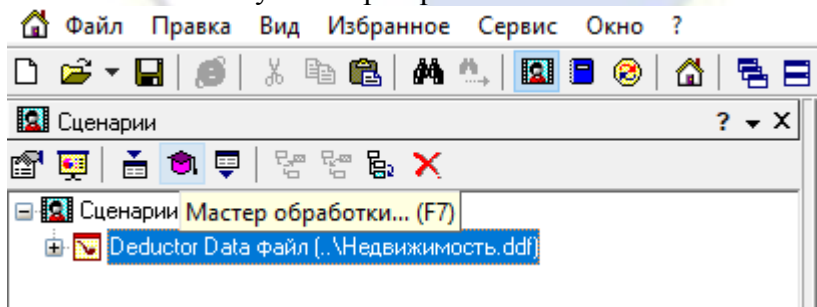 Файл Правка Вид Избранное Сервис Окно ?
Сценарии ? X
Сценарии Мастер обработки... (F7)
Deductor Data файл (..\Недвижимость.ddf)